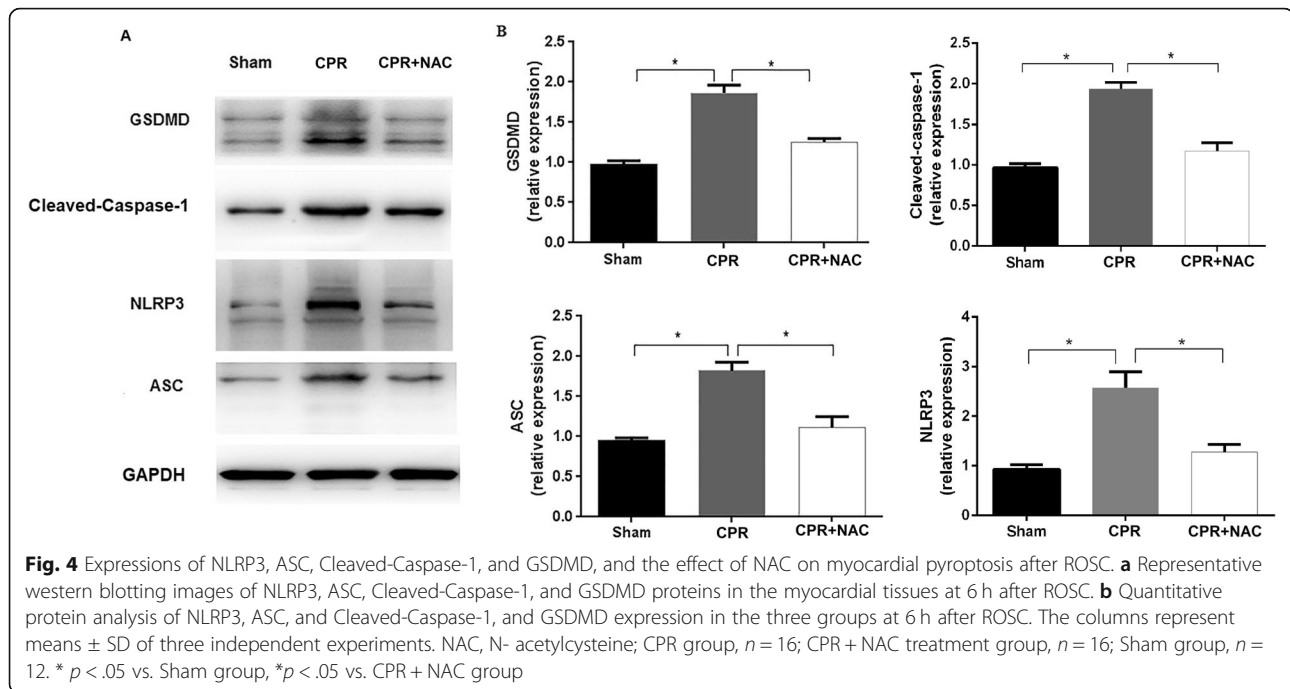 A
Sham CPR CPR+NAC
GSDMD
Cleaved-Caspase-1
NLRP3
ASC
GAPDH
B
GSDMD
(relative expression)
2.5
2.0
1.5
1.0
0.5
0.0
* *
Sham CPR CPR+NAC
Cleaved-caspase-1
(relative expression)
2.5
2.0
1.5
1.0
0.5
0.0
* *
Sham CPR CPR+NAC
ASC
(relative expression)
2.5
2.0
1.5
1.0
0.5
0.0
* *
Sham CPR CPR+NAC
NLRP3
(relative expression)
4
3
2
1
0
* *
Sham CPR CPR+NAC
Fig. 4 Expressions of NLRP3, ASC, Cleaved-Caspase-1, and GSDMD, and the effect of NAC on myocardial pyroptosis after ROSC. a Representative
western blotting images of NLRP3, ASC, Cleaved-Caspase-1, and GSDMD proteins in the myocardial tissues at 6 h after ROSC. b Quantitative
protein analysis of NLRP3, ASC, and Cleaved-Caspase-1, and GSDMD expression in the three groups at 6 h after ROSC. The columns represent
means ± SD of three independent experiments. NAC, N- acetylcysteine; CPR group, n = 16; CPR + NAC treatment group, n = 16; Sham group, n =
12. * p < .05 vs. Sham group, *p < .05 vs. CPR + NAC group